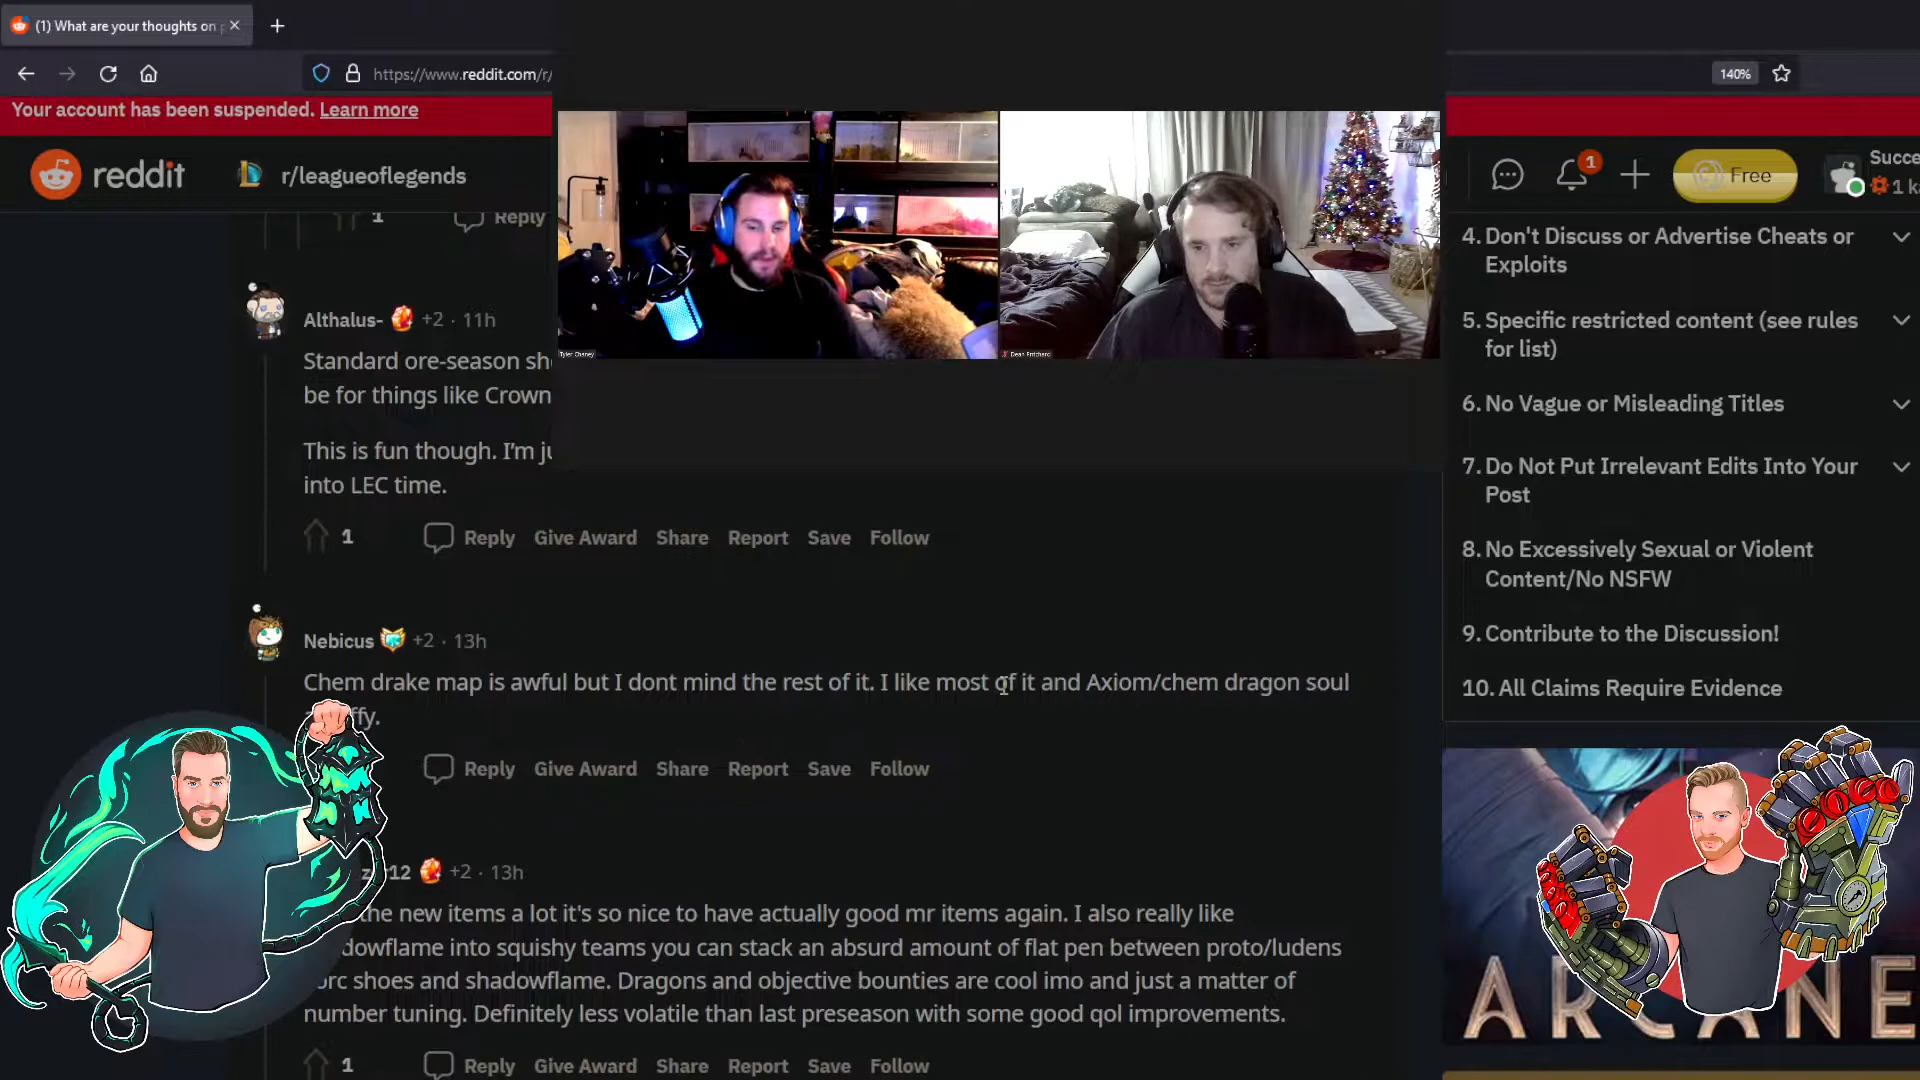 (1) What are your thoughts on
https://www.reddit.com/r/
140%
Your account has been suspended. Learn more
reddit
r/leagueoflegends
1
Free
Succe
1 k
1 Reply
Althalus- +2 · 11h
Standard ore-season sh
be for things like Crown
This is fun though. I'm ju
into LEC time.
1 Reply Give Award Share Report Save Follow
Nebicus +2 · 13h
Chem drake map is awful but I dont mind the rest of it. I like most of it and Axiom/chem dragon soul
ffy.
Reply Give Award Share Report Save Follow
12 +2 · 13h
the new items a lot it's so nice to have actually good mr items again. I also really like
dowflame into squishy teams you can stack an absurd amount of flat pen between proto/ludens
orc shoes and shadowflame. Dragons and objective bounties are cool imo and just a matter of
number tuning. Definitely less volatile than last preseason with some good qol improvements.
1 Reply Give Award Share Report Save Follow
Tyler Chaney
Dean Pritchard
4. Don't Discuss or Advertise Cheats or
Exploits
5. Specific restricted content (see rules
for list)
6. No Vague or Misleading Titles
7. Do Not Put Irrelevant Edits Into Your
Post
8. No Excessively Sexual or Violent
Content/No NSFW
9. Contribute to the Discussion!
10. All Claims Require Evidence
ARCANE